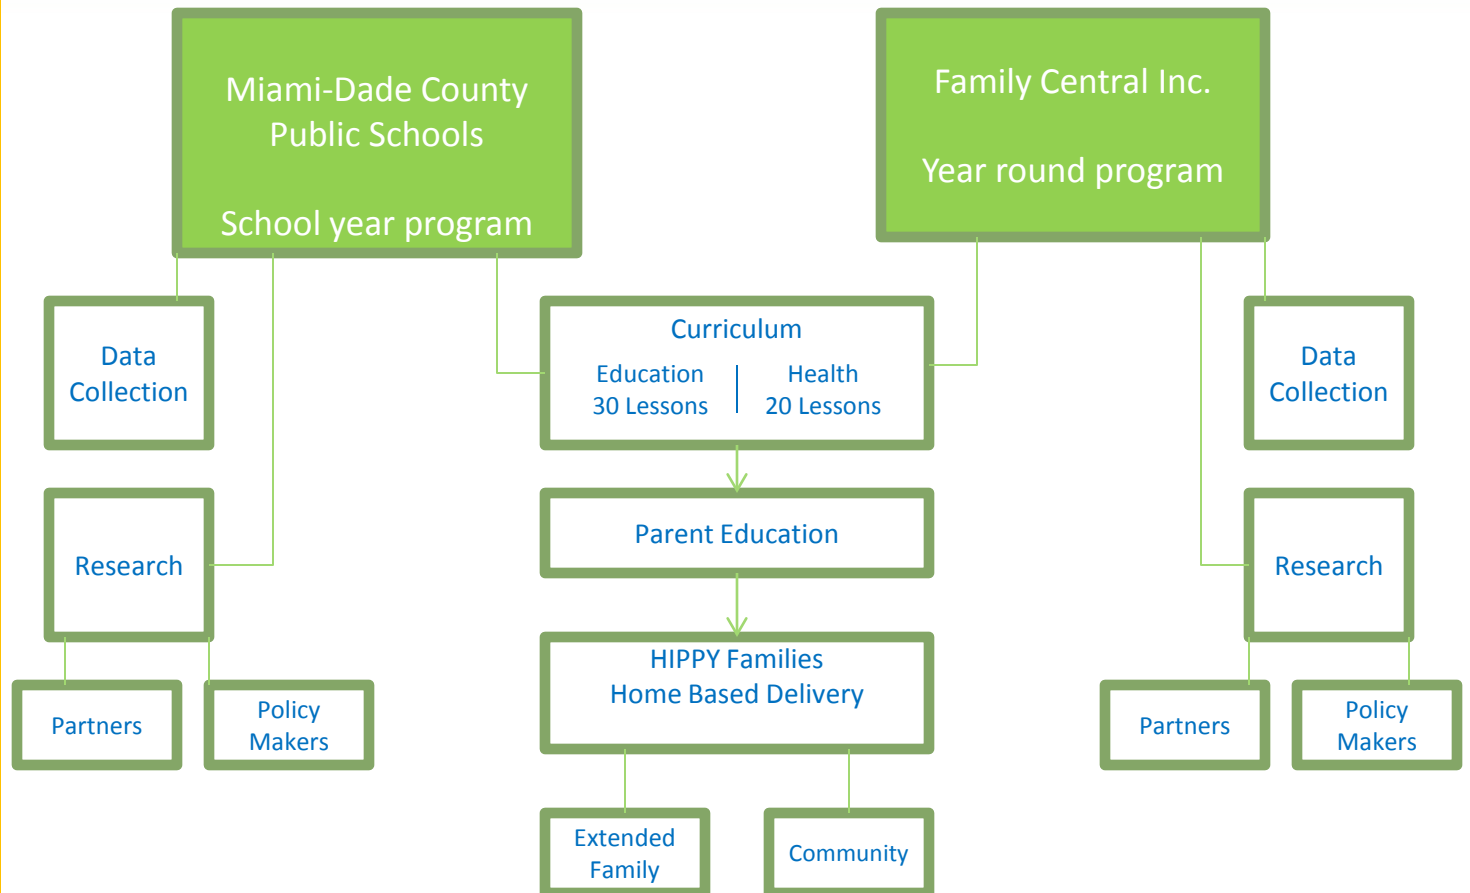 Miami-Dade County
Public Schools
School year program
Family Central Inc.
Year round program
Data
Collection
Curriculum
Education
30 Lessons
Health
20 Lessons
Data
Collection
Research
Parent Education
Research
HIPPY Families
Home Based Delivery
Partners
Policy
Makers
Partners
Policy
Makers
Extended
Family
Community